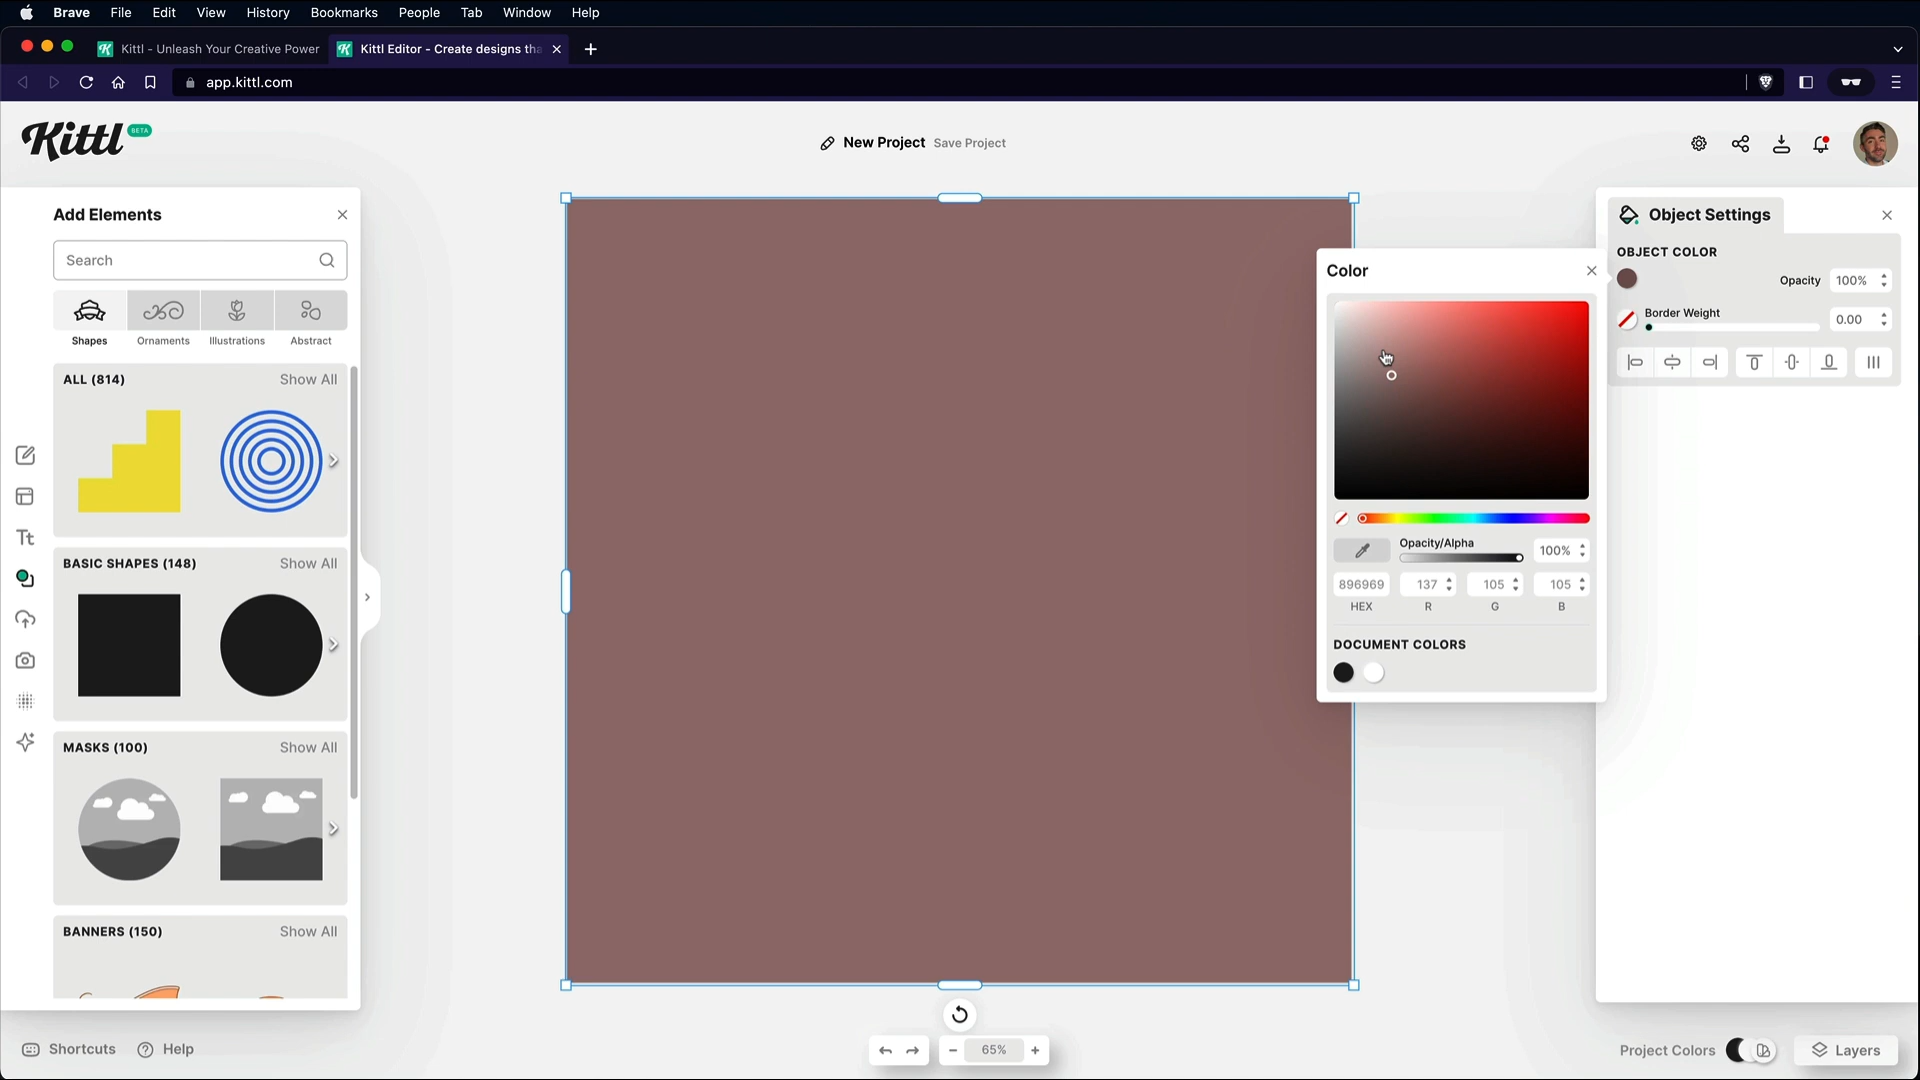 Brave File Edit View History Bookmarks People Tab Window Help
Kittl - Unleash Your Creative Power
Kittl Editor - Create designs tha
app.kittl.com
Kittl BETA
New Project Save Project
Add Elements
Search
Shapes Ornaments Illustrations Abstract
ALL (814) Show All
BASIC SHAPES (148) Show All
MASKS (100) Show All
BANNERS (150) Show All
Tt
Color
Opacity/Alpha
100%
896969 137 105 105
HEX R G B
DOCUMENT COLORS
Object Settings
OBJECT COLOR
Opacity 100%
Border Weight
0.00
Shortcuts Help
65%
Project Colors Layers